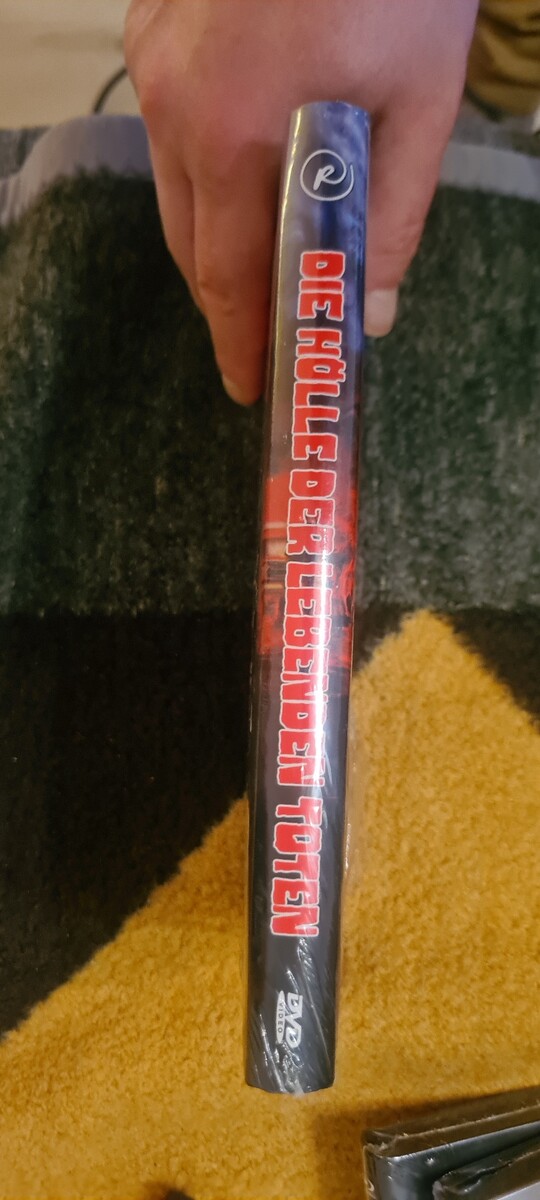 R
DIE HÖLLE DER LEBENDEN TOTEN
DVD
VIDEO